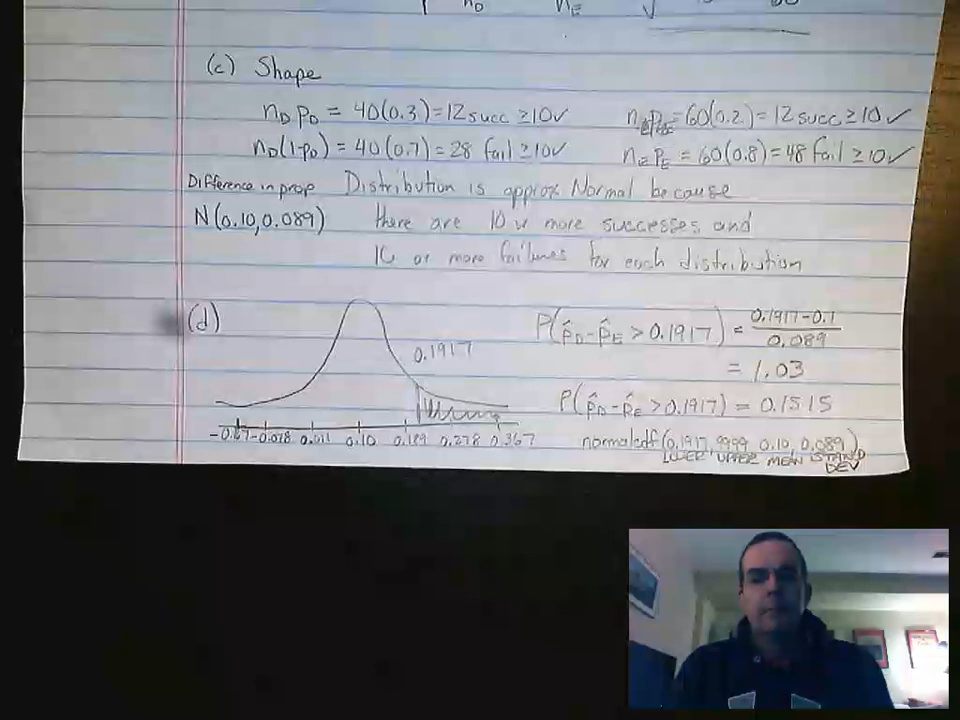 n_D n_E √
(c) Shape
n_D p_D = 40(0.3) = 12 succ ≥ 10 ✓
= 60(0.2) = 12 succ ≥ 10 ✓
n_D(1-p_D) = 40(0.7) = 28 fail ≥ 10 ✓
n_E p_E = 60(0.8) = 48 fail ≥ 10 ✓
Difference in prop Distribution is approx Normal because
N(0.10, 0.089) there are 10 or more successes and
10 or more failures for each distribution
(d)
P(p̂_D - p̂_E > 0.1917) = (0.1917 - 0.1)/0.089
0.1917
= 1.03
P(p̂_D - p̂_E > 0.1917) = 0.1515
-0.078 0.011 0.10 0.189 0.278 0.367
normalcdf(0.1917, 9999, 0.10, 0.089)
LOWER, UPPER, MEAN, STAND
DEV